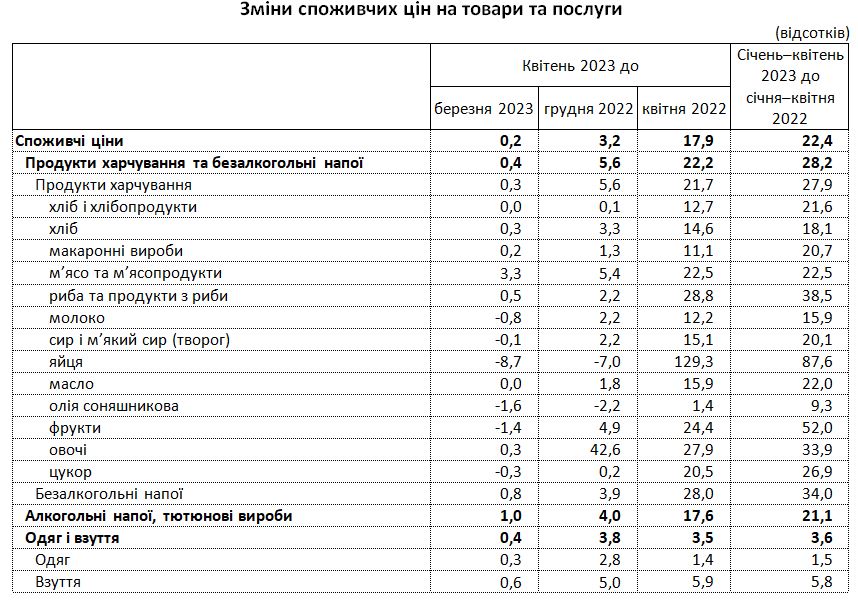 Зміни споживчих цін на товари та послуги
(відсотків)
Квітень 2023 до
Січень–квітень
2023 до
січня–квітня
2022
березня 2023 грудня 2022 квітня 2022
Споживчі ціни 0,2 3,2 17,9 22,4
Продукти харчування та безалкогольні напої 0,4 5,6 22,2 28,2
Продукти харчування 0,3 5,6 21,7 27,9
хліб і хлібопродукти 0,0 0,1 12,7 21,6
хліб 0,3 3,3 14,6 18,1
макаронні вироби 0,2 1,3 11,1 20,7
м’ясо та м’ясопродукти 3,3 5,4 22,5 22,5
риба та продукти з риби 0,5 2,2 28,8 38,5
молоко -0,8 2,2 12,2 15,9
сир і м’який сир (творог) -0,1 2,2 15,1 20,1
яйця -8,7 -7,0 129,3 87,6
масло 0,0 1,8 15,9 22,0
олія соняшникова -1,6 -2,2 1,4 9,3
фрукти -1,4 4,9 24,4 52,0
овочі 0,3 42,6 27,9 33,9
цукор -0,3 0,2 20,5 26,9
Безалкогольні напої 0,8 3,9 28,0 34,0
Алкогольні напої, тютюнові вироби 1,0 4,0 17,6 21,1
Одяг і взуття 0,4 3,8 3,5 3,6
Одяг 0,3 2,8 1,4 1,5
Взуття 0,6 5,0 5,9 5,8